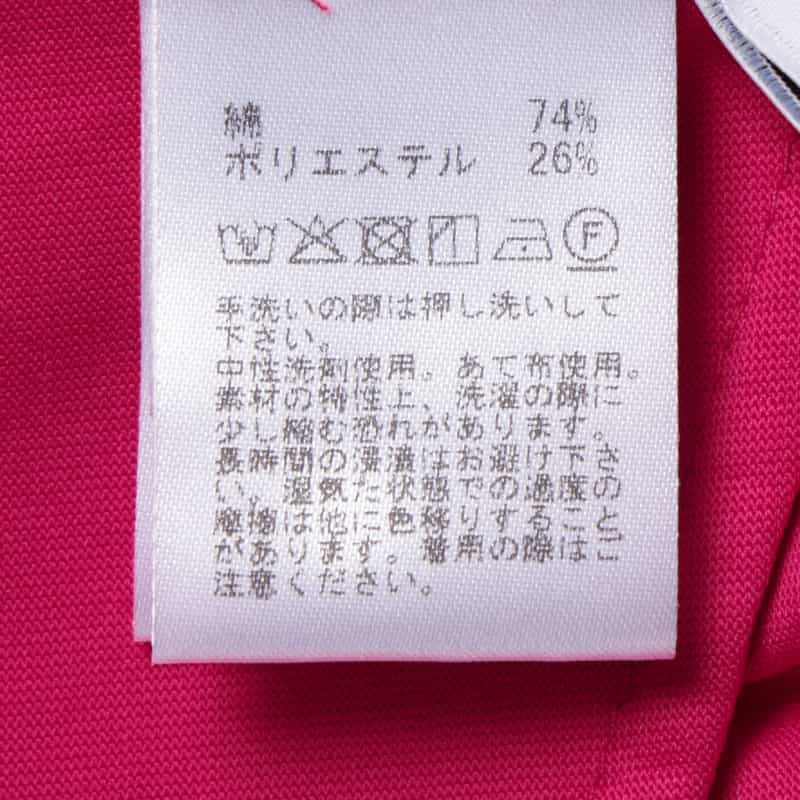 綿 74%
ポリエステル 26%
F
手洗いの際は押し洗いして
下さい。
中性洗剤使用。あて布使用。
素材の特性上、洗濯の際に
少し縮む恐れがあります。
長時間の浸漬はお避け下さ
い。湿気た状態での過度の
摩擦は他に色移りすること
があります。着用の際はご
注意ください。